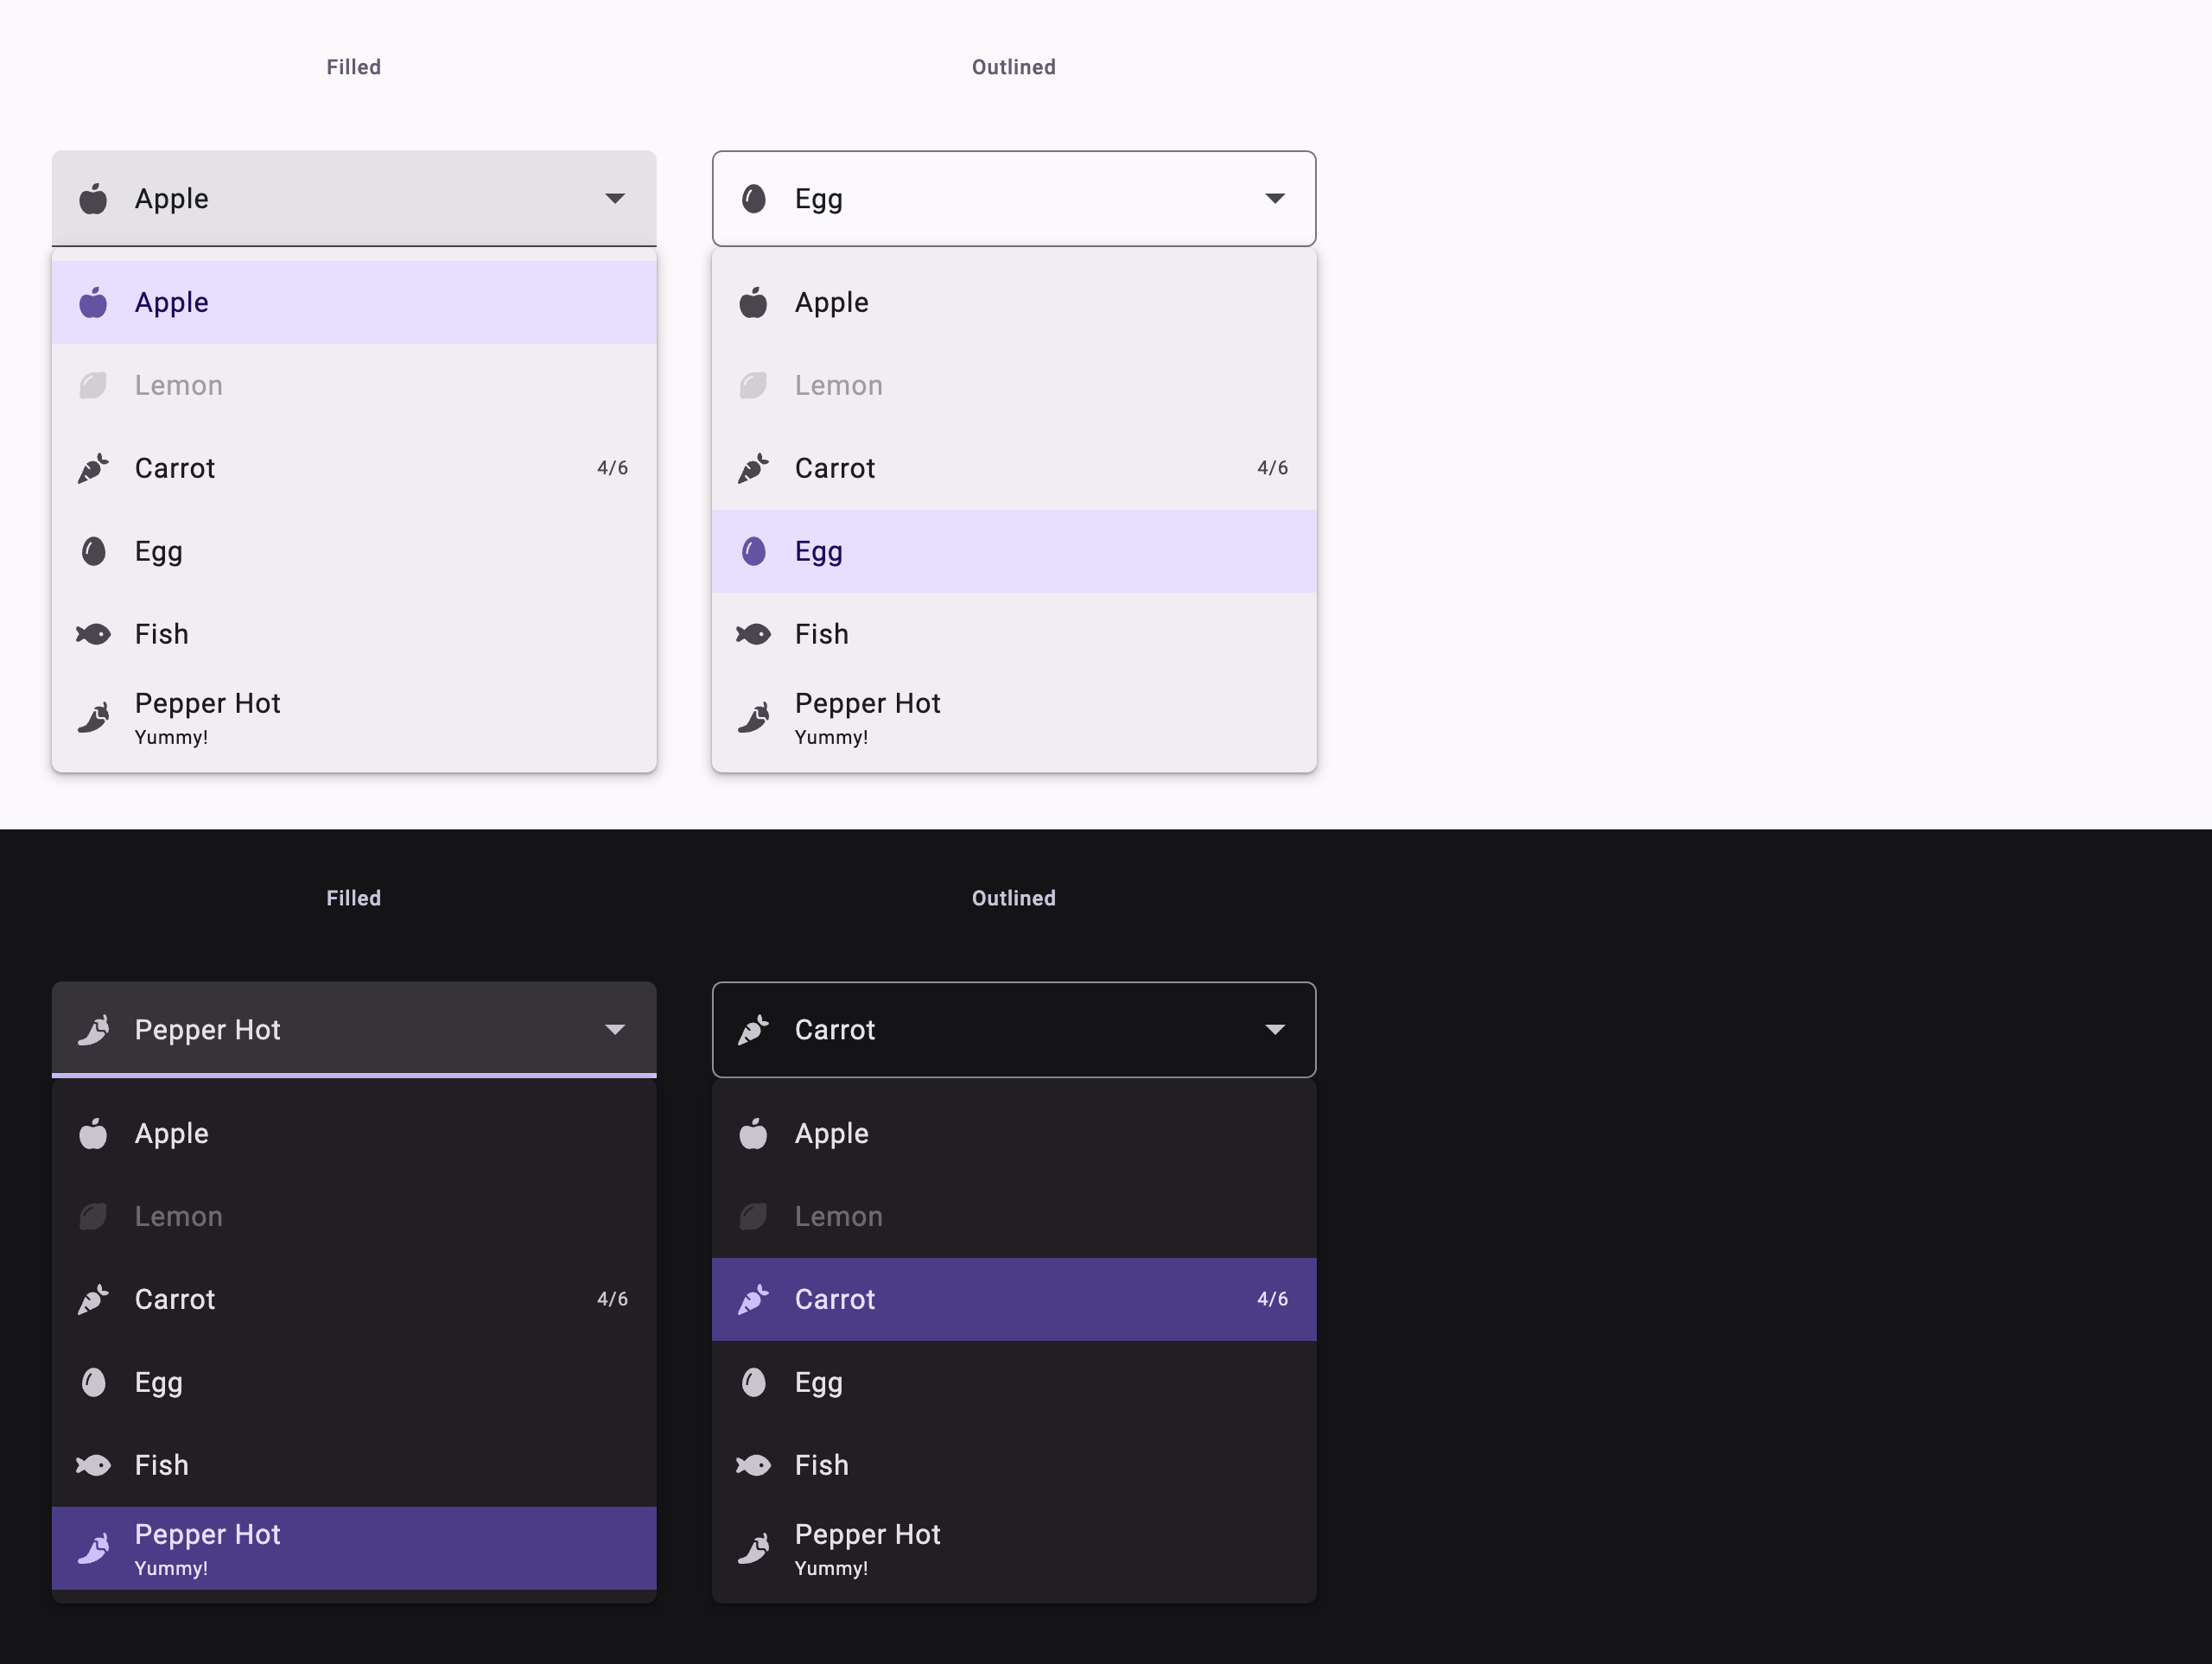 Filled
Outlined
Apple
Egg
Apple
Lemon
Carrot 4/6
Egg
Fish
Pepper Hot
Yummy!
Apple
Lemon
Carrot 4/6
Egg
Fish
Pepper Hot
Yummy!
Filled
Outlined
Pepper Hot
Carrot
Apple
Lemon
Carrot 4/6
Egg
Fish
Pepper Hot
Yummy!
Apple
Lemon
Carrot 4/6
Egg
Fish
Pepper Hot
Yummy!